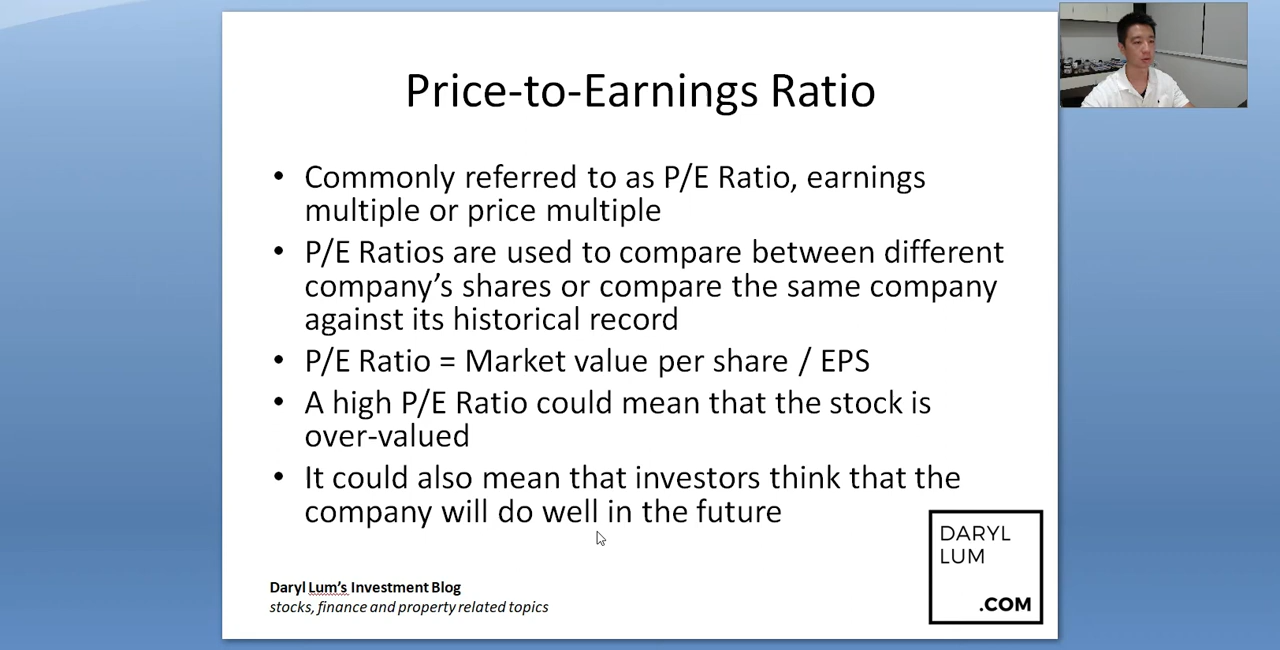 Price-to-Earnings Ratio
• Commonly referred to as P/E Ratio, earnings
multiple or price multiple
• P/E Ratios are used to compare between different
company’s shares or compare the same company
against its historical record
• P/E Ratio = Market value per share / EPS
• A high P/E Ratio could mean that the stock is
over-valued
• It could also mean that investors think that the
company will do well in the future
Daryl Lum’s Investment Blog
stocks, finance and property related topics
DARYL
LUM
.COM